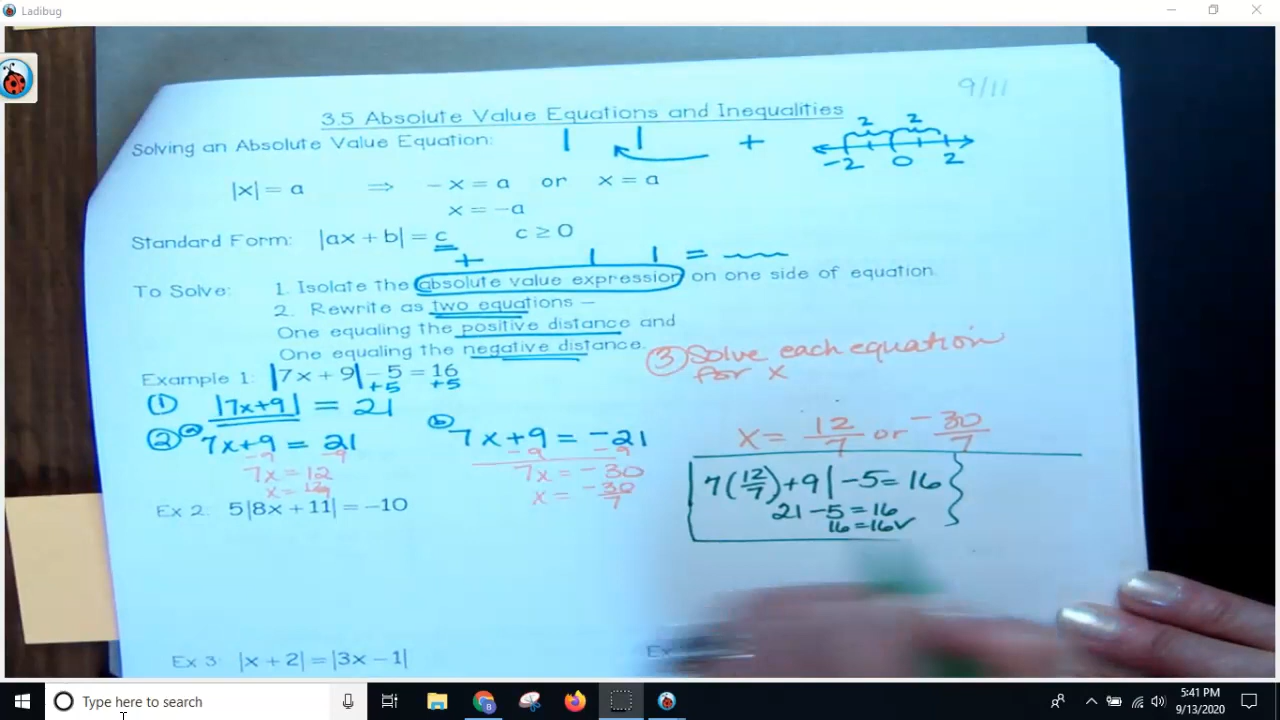 Ladibug
9/11
3.5 Absolute Value Equations and Inequalities
Solving an Absolute Value Equation: | | +
2 2
-2 0 2
|x| = a ⟹ -x = a or x = a
x = -a
Standard Form: |ax + b| = c c ≥ 0
+ | | =
To Solve: 1. Isolate the absolute value expression on one side of equation.
2. Rewrite as two equations –
One equaling the positive distance and
One equaling the negative distance.
③ Solve each equation
for x
Example 1: |7x + 9| - 5 = 16
+5 +5
① |7x+9| = 21
② ⓐ 7x+9 = 21
-9 -9
7x = 12
x = 12/7
ⓑ 7x+9 = -21
-9 -9
7x = -30
x = -30/7
x = 12/7 or -30/7
7(12/7)+9| -5 = 16
21 -5 = 16
16 = 16 ✓
Ex 2: 5|8x + 11| = -10
Ex 3: |x + 2| = |3x - 1|
Type here to search
5:41 PM
9/13/2020